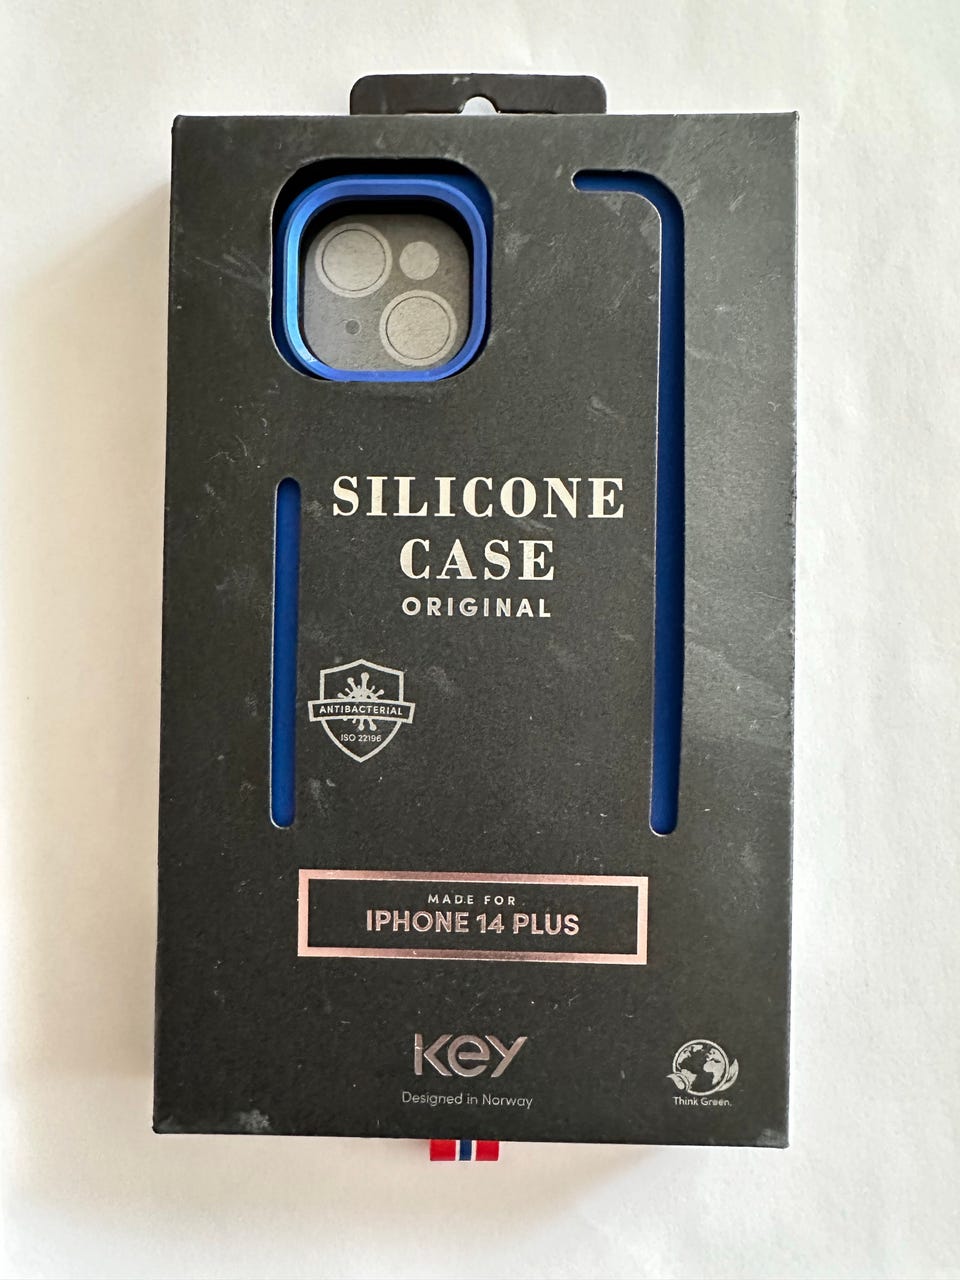 SILICONE
CASE
ORIGINAL
ANTIBACTERIAL
ISO 22196
MADE FOR
IPHONE 14 PLUS
Key
Designed in Norway
Think Green.